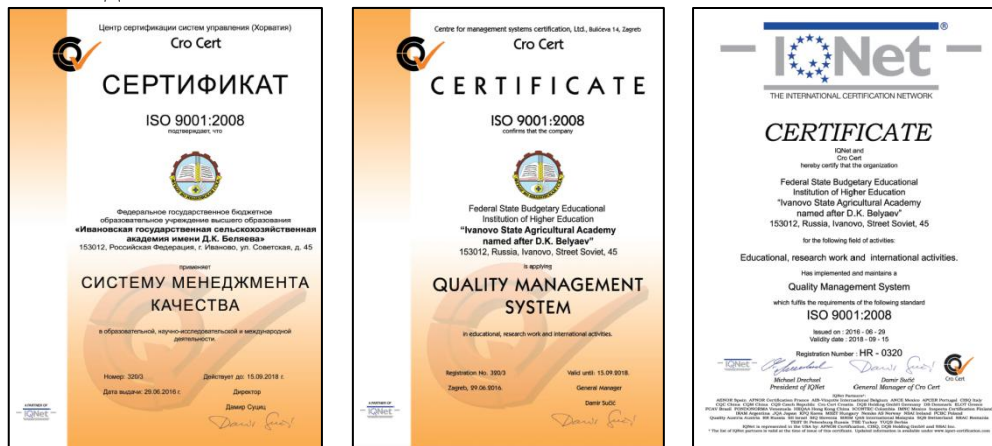 Центр сертификации систем управления (Хорватия)
Cro Cert
СЕРТИФИКАТ
ISO 9001:2008
подтверждает, что
Федеральное государственное бюджетное
образовательное учреждение высшего образования
«Ивановская государственная сельскохозяйственная
академия имени Д.К. Беляева»
153012, Российская Федерация, г. Иваново, ул. Советская, д. 45
применяет
СИСТЕМУ МЕНЕДЖМЕНТА
КАЧЕСТВА
в образовательной, научно-исследовательской и международной
деятельности.
Номер: 320/3
Действует до: 15.09.2018 г.
Дата выдачи: 29.06.2016 г.
Директор
Дамир Сушиц
A PARTNER OF
IQNet
Centre for management systems certification, Ltd., Bulićeva 14, Zagreb
Cro Cert
CERTIFICATE
ISO 9001:2008
confirms that the company
Federal State Budgetary Educational
Institution of Higher Education
"Ivanovo State Agricultural Academy
named after D.K. Belyaev"
153012, Russia, Ivanovo, Street Soviet, 45
is applying
QUALITY MANAGEMENT
SYSTEM
in educational, research work and international activities.
Registration No. 320/3
Valid until: 15.09.2018.
Zagreb, 29.06.2016.
General Manager
Damir Sučić
A PARTNER OF
IQNet
IQNet®
THE INTERNATIONAL CERTIFICATION NETWORK
CERTIFICATE
IQNet and
Cro Cert
hereby certify that the organization
Federal State Budgetary Educational
Institution of Higher Education
"Ivanovo State Agricultural Academy
named after D.K. Belyaev"
153012, Russia, Ivanovo, Street Soviet, 45
for the following field of activities:
Educational, research work and international activities.
Has implemented and maintains a
Quality Management System
which fulfils the requirements of the following standard
ISO 9001:2008
Issued on : 2016 - 06 - 29
Validity date : 2018 - 09 - 15
Registration Number : HR - 0320
IQNet
Michael Drechsel
President of IQNet
Damir Sučić
General Manager of Cro Cert
Cro Cert
IQNet Partners*: